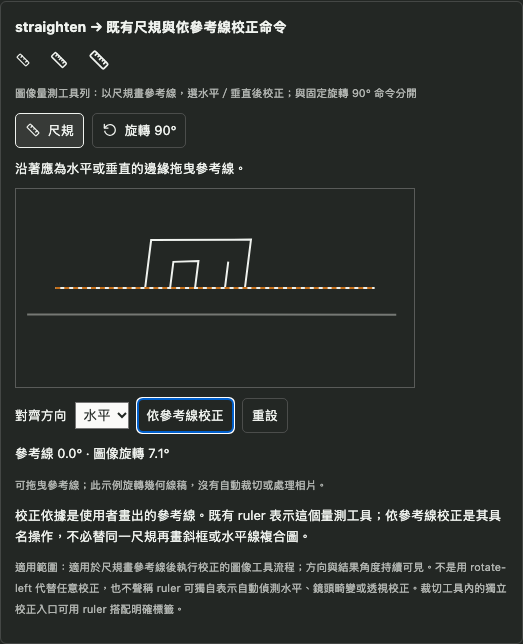 straighten → 既有尺規與依參考線校正命令
圖像量測工具列：以尺規畫參考線，選水平 / 垂直後校正；與固定旋轉 90° 命令分開
尺規
旋轉 90°
沿著應為水平或垂直的邊緣拖曳參考線。
對齊方向
水平
依參考線校正
重設
參考線 0.0° · 圖像旋轉 7.1°
可拖曳參考線；此示例旋轉幾何線稿，沒有自動裁切或處理相片。
校正依據是使用者畫出的參考線。既有 ruler 表示這個量測工具；依參考線校正是其具
名操作，不必替同一尺規再畫斜框或水平線複合圖。
適用範圍：適用於尺規畫參考線後執行校正的圖像工具流程；方向與結果角度持續可見。不是用 rotate-
left 代替任意校正，也不聲稱 ruler 可獨自表示自動偵測水平、鏡頭畸變或透視校正。裁切工具內的獨立
校正入口可用 ruler 搭配明確標籤。